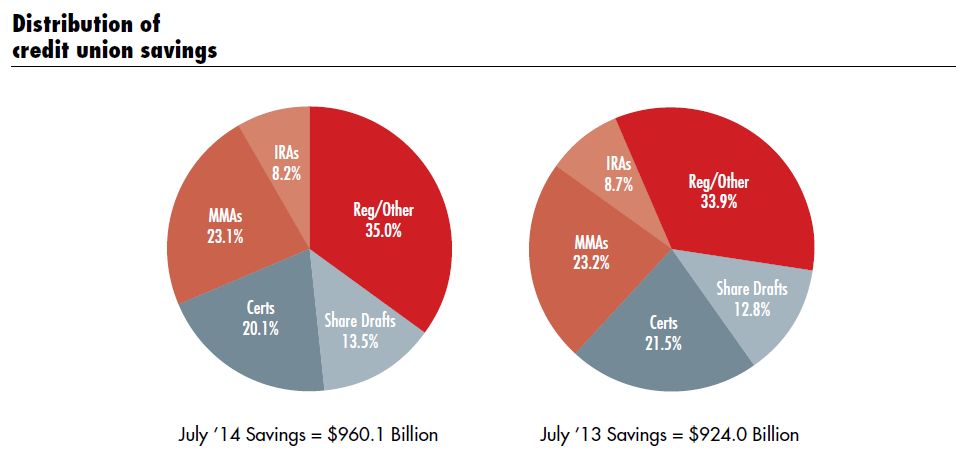 Distribution of
credit union savings
IRAs
8.2%
Reg/Other
35.0%
MMAs
23.1%
Certs
20.1%
Share Drafts
13.5%
July ’14 Savings = $960.1 Billion
IRAs
8.7%
Reg/Other
33.9%
MMAs
23.2%
Share Drafts
12.8%
Certs
21.5%
July ’13 Savings = $924.0 Billion